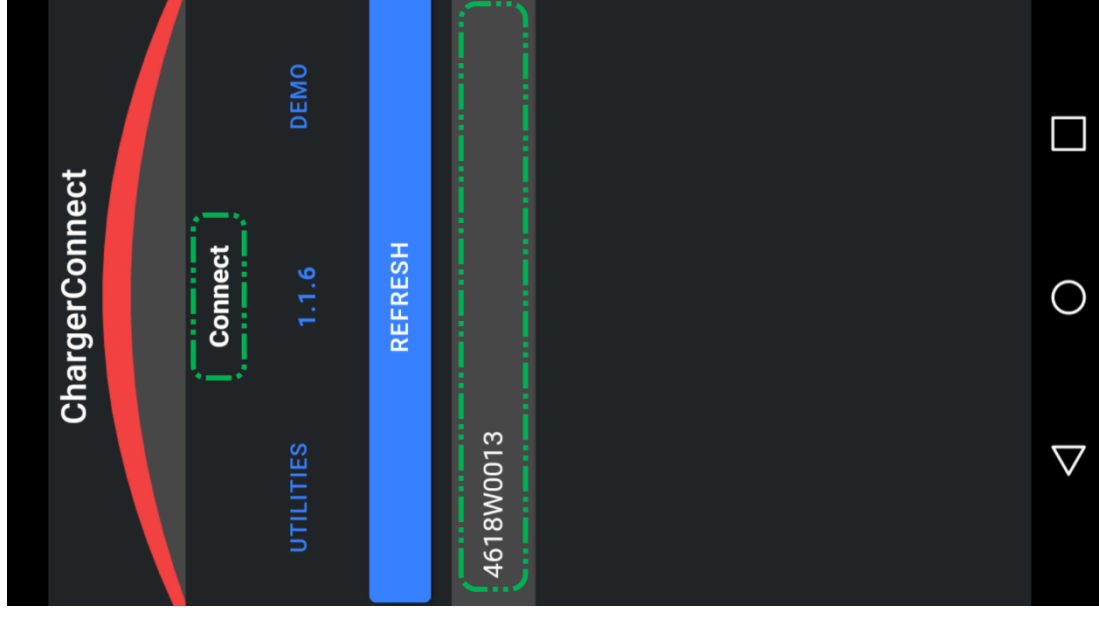 ChargerConnect
Connect
UTILITIES 1.1.6 DEMO
REFRESH
4618W0013